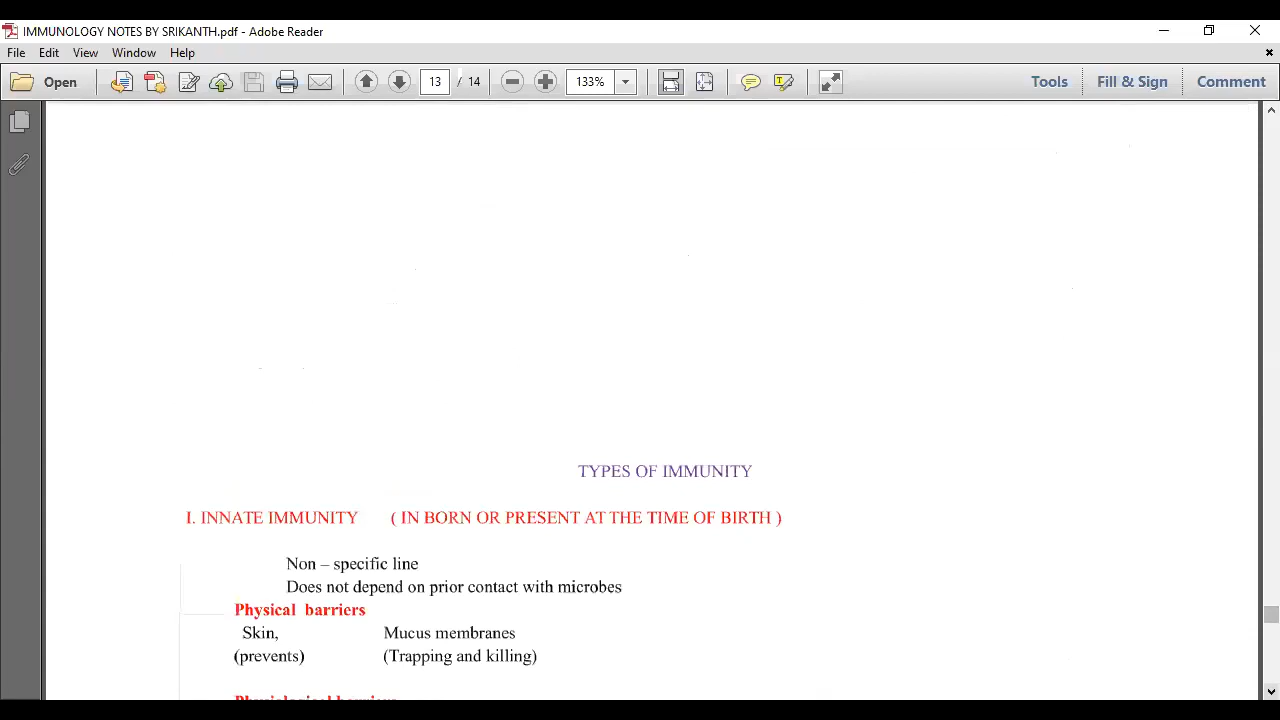 IMMUNOLOGY NOTES BY SRIKANTH.pdf - Adobe Reader
File Edit View Window Help
Open 13 / 14 133% Tools Fill & Sign Comment
TYPES OF IMMUNITY
I. INNATE IMMUNITY ( IN BORN OR PRESENT AT THE TIME OF BIRTH )
Non – specific line
Does not depend on prior contact with microbes
Physical barriers
Skin, Mucus membranes
(prevents) (Trapping and killing)
Physiological barriers